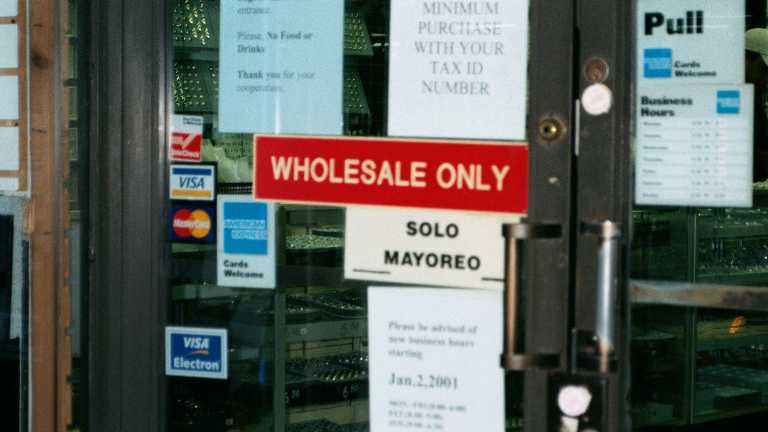 entrance.
Please, No Food or
Drinks
Thank you for your
cooperation.
MINIMUM
PURCHASE
WITH YOUR
TAX ID
NUMBER
WHOLESALE ONLY
SOLO
MAYOREO
VISA
MasterCard
AMERICAN
EXPRESS
Cards
Welcome
VISA
Electron
Please be advised of
new business hours
starting
Jan.2,2001
Pull
Cards
Welcome
Business
Hours